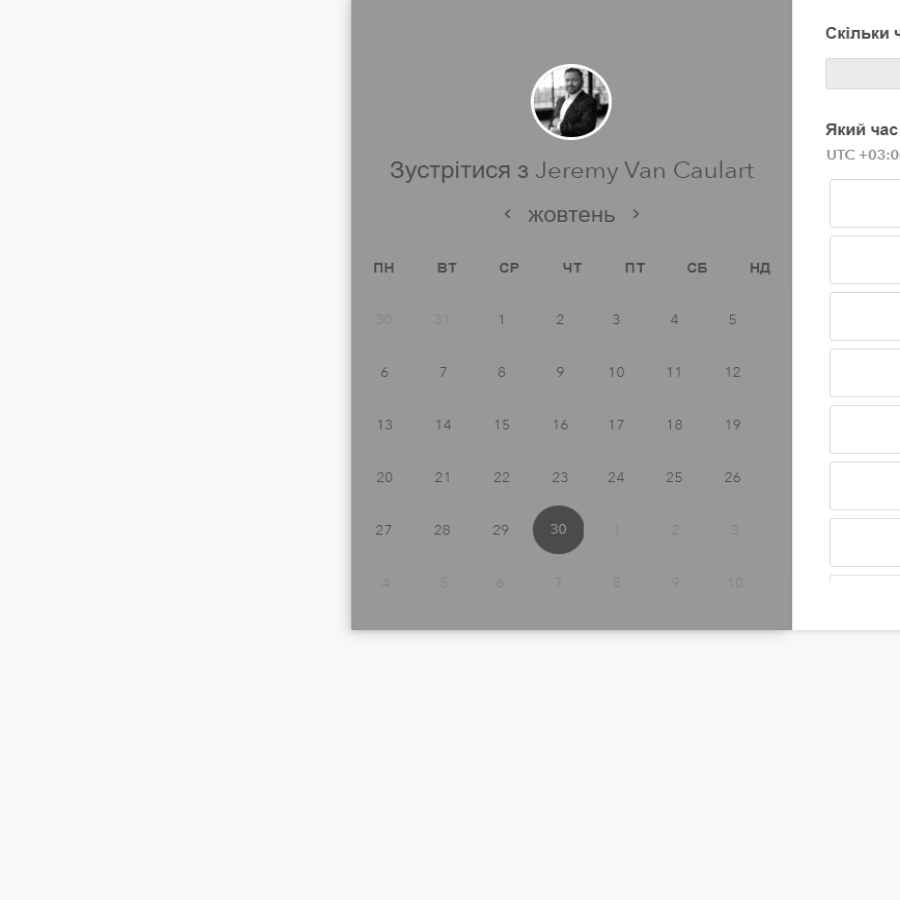 Зустрітися з Jeremy Van Caulart
жовтень
ПН ВТ СР ЧТ ПТ СБ НД
30 31 1 2 3 4 5
6 7 8 9 10 11 12
13 14 15 16 17 18 19
20 21 22 23 24 25 26
27 28 29 30 1 2 3
4 5 6 7 8 9 10
Скільки
Який час
UTC +03:0